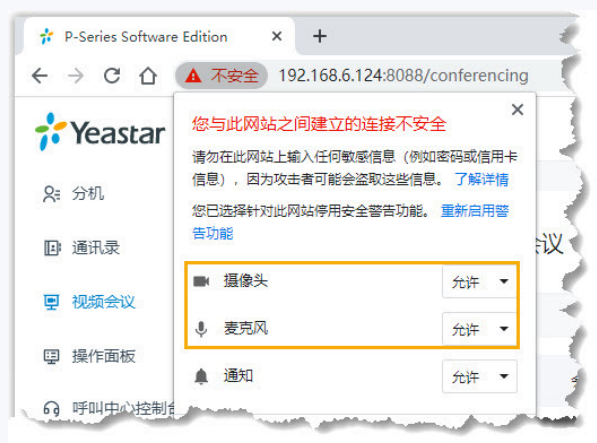 P-Series Software Edition
不安全 192.168.6.124:8088/conferencing
Yeastar
您与此网站之间建立的连接不安全
请勿在此网站上输入任何敏感信息（例如密码或信用卡
信息），因为攻击者可能会盗取这些信息。 了解详情
您已选择针对此网站停用安全警告功能。 重新启用警
告功能
分机
通讯录
视频会议
操作面板
呼叫中心控制台
摄像头 允许
麦克风 允许
通知 允许
议